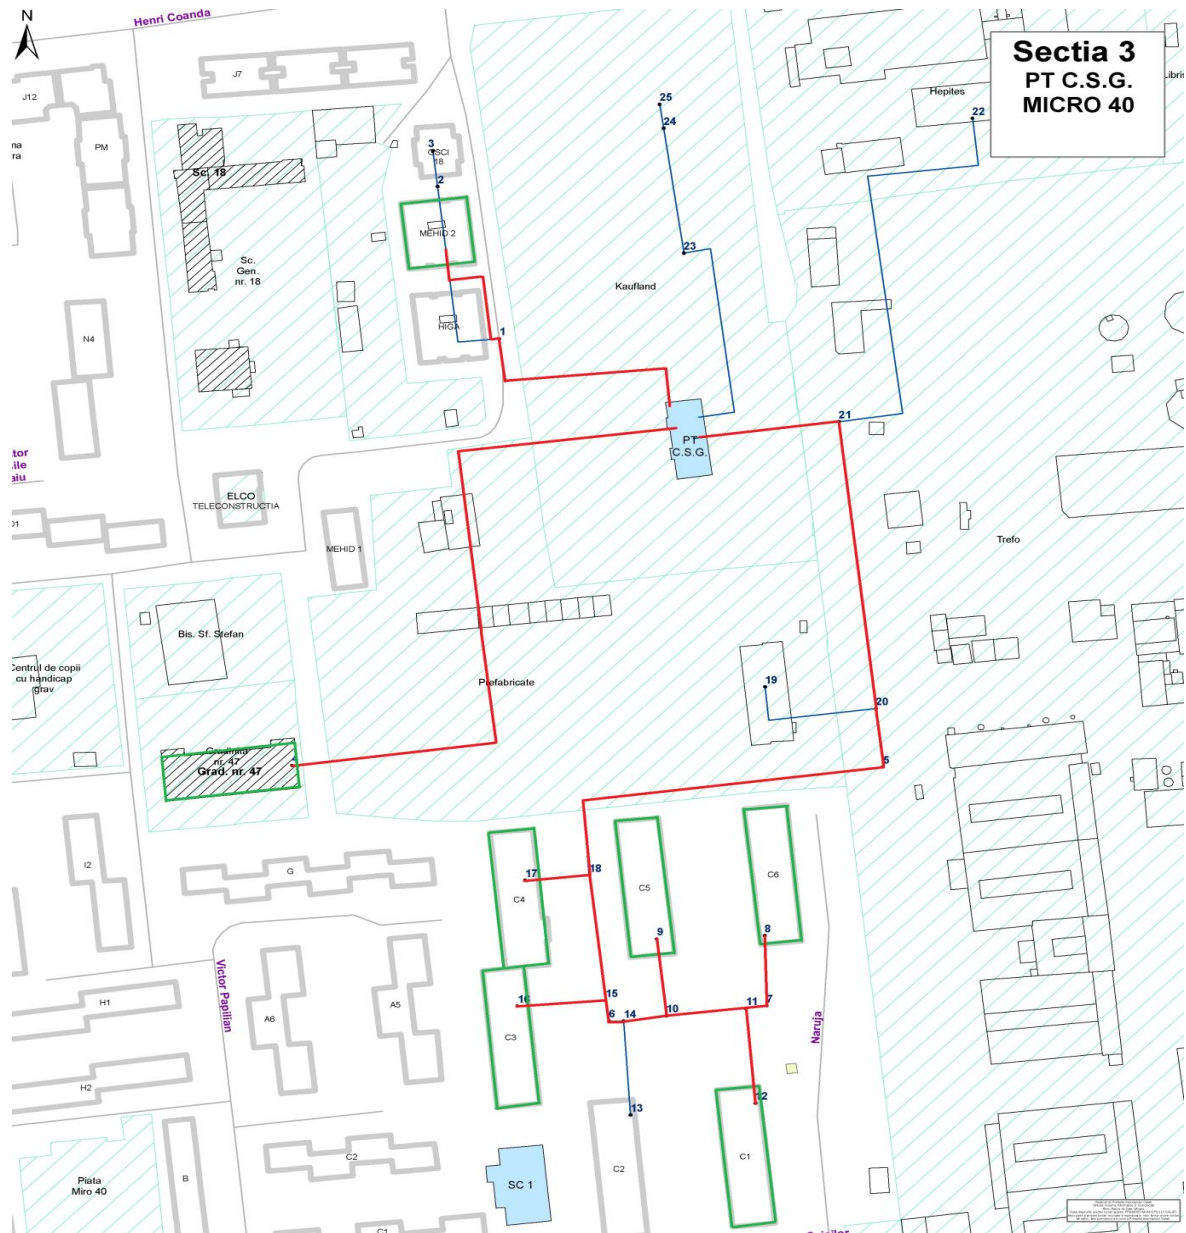 N
Henri Coanda
Sectia 3
PT C.S.G.
MICRO 40
J7
J12
PM
Hepites
22
25
24
3
2
18
Sc. 18
MEHID 2
Sc.
Gen.
nr. 18
23
Kaufland
HIGA
1
N4
21
PT
C.S.G.
ELCO
TELECONSTRUCTIA
MEHID 1
Trefo
Bis. Sf. Stefan
Centrul de copii
cu handicap
grav
Prefabricate
19
20
Gradinita
nr. 47
Grad. nr. 47
5
I2
G
17
18
C4
C5
C6
9
8
Victor Papilian
H1
A6
A5
16
15
6
14
10
11
7
C3
Naruja
H2
13
12
C2
C2
C1
Piata
Miro 40
B
SC 1
C1